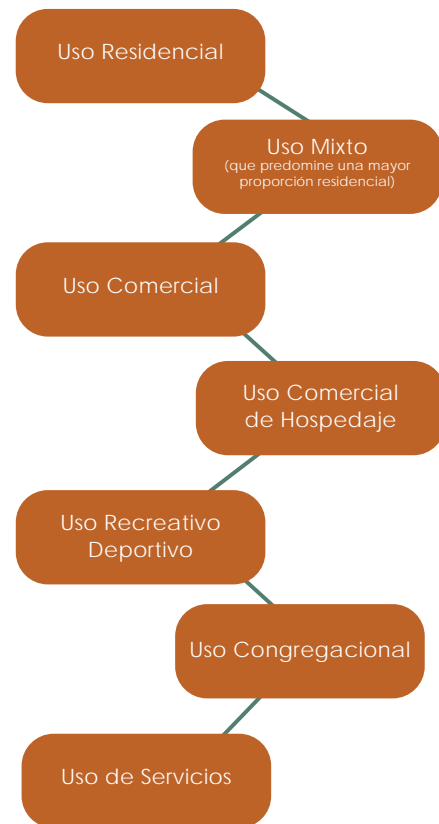 Uso Residencial
Uso Mixto
(que predomine una mayor
proporción residencial)
Uso Comercial
Uso Comercial
de Hospedaje
Uso Recreativo
Deportivo
Uso Congregacional
Uso de Servicios